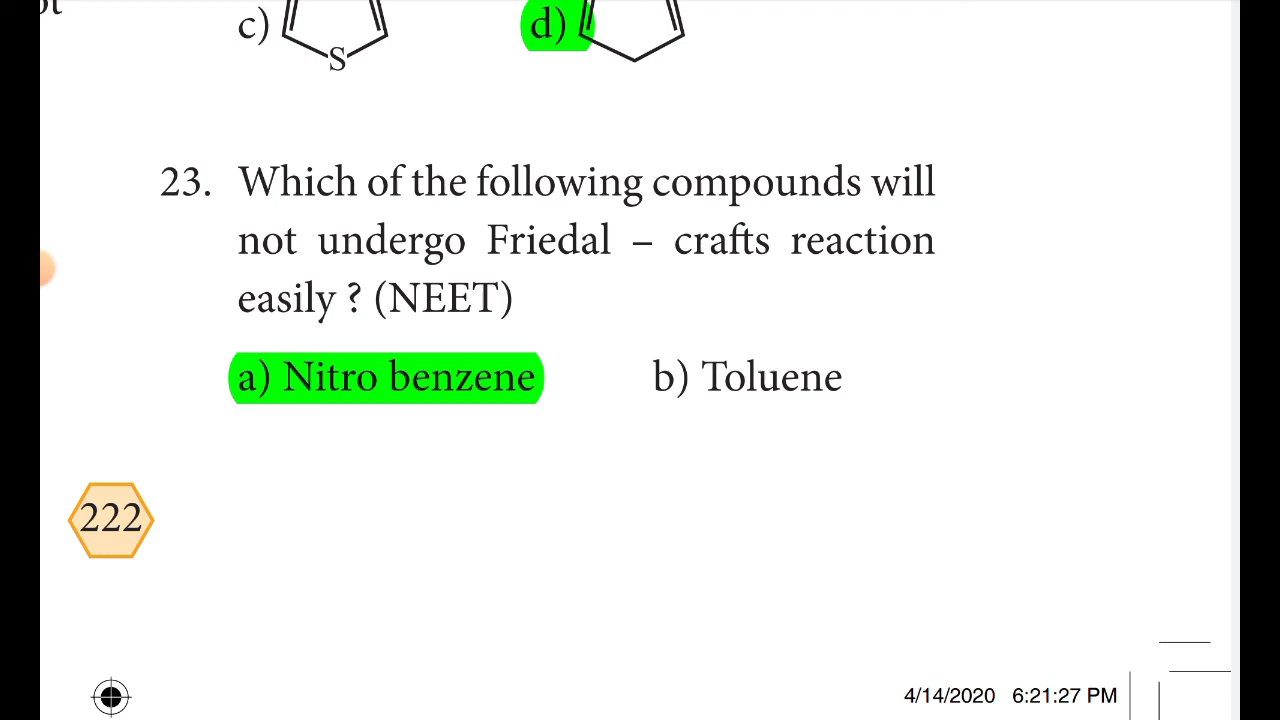 c) S d)
23. Which of the following compounds will
not undergo Friedal – crafts reaction
easily ? (NEET)
a) Nitro benzene b) Toluene
222
4/14/2020 6:21:27 PM